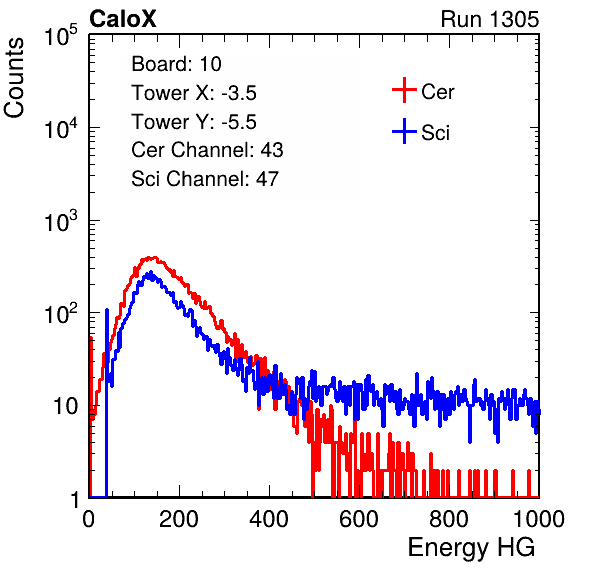 CaloX Run 1305
Counts
Board: 10
Tower X: -3.5
Tower Y: -5.5
Cer Channel: 43
Sci Channel: 47
Cer
Sci
10^5
10^4
10^3
10^2
10
1
0 200 400 600 800 1000
Energy HG